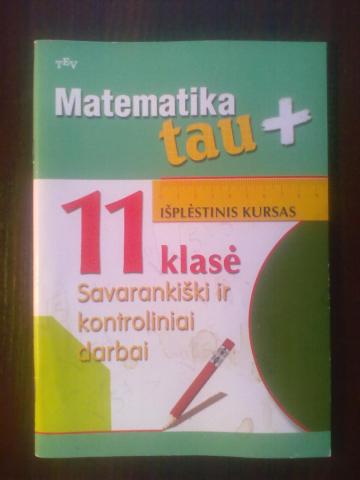 TEV
Matematika
tau +
IŠPLĖSTINIS KURSAS
11 klasė
Savarankiški ir
kontroliniai
darbai